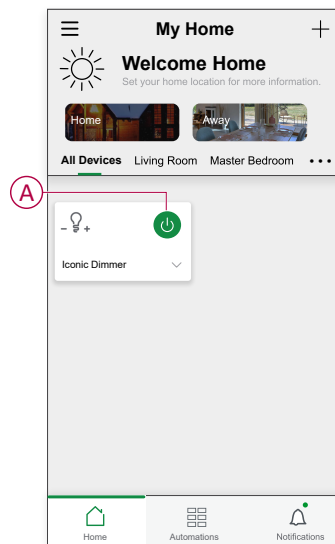 My Home
Welcome Home
Set your home location for more information.
Home
Away
All Devices Living Room Master Bedroom
A
Iconic Dimmer
Home Automations Notifications